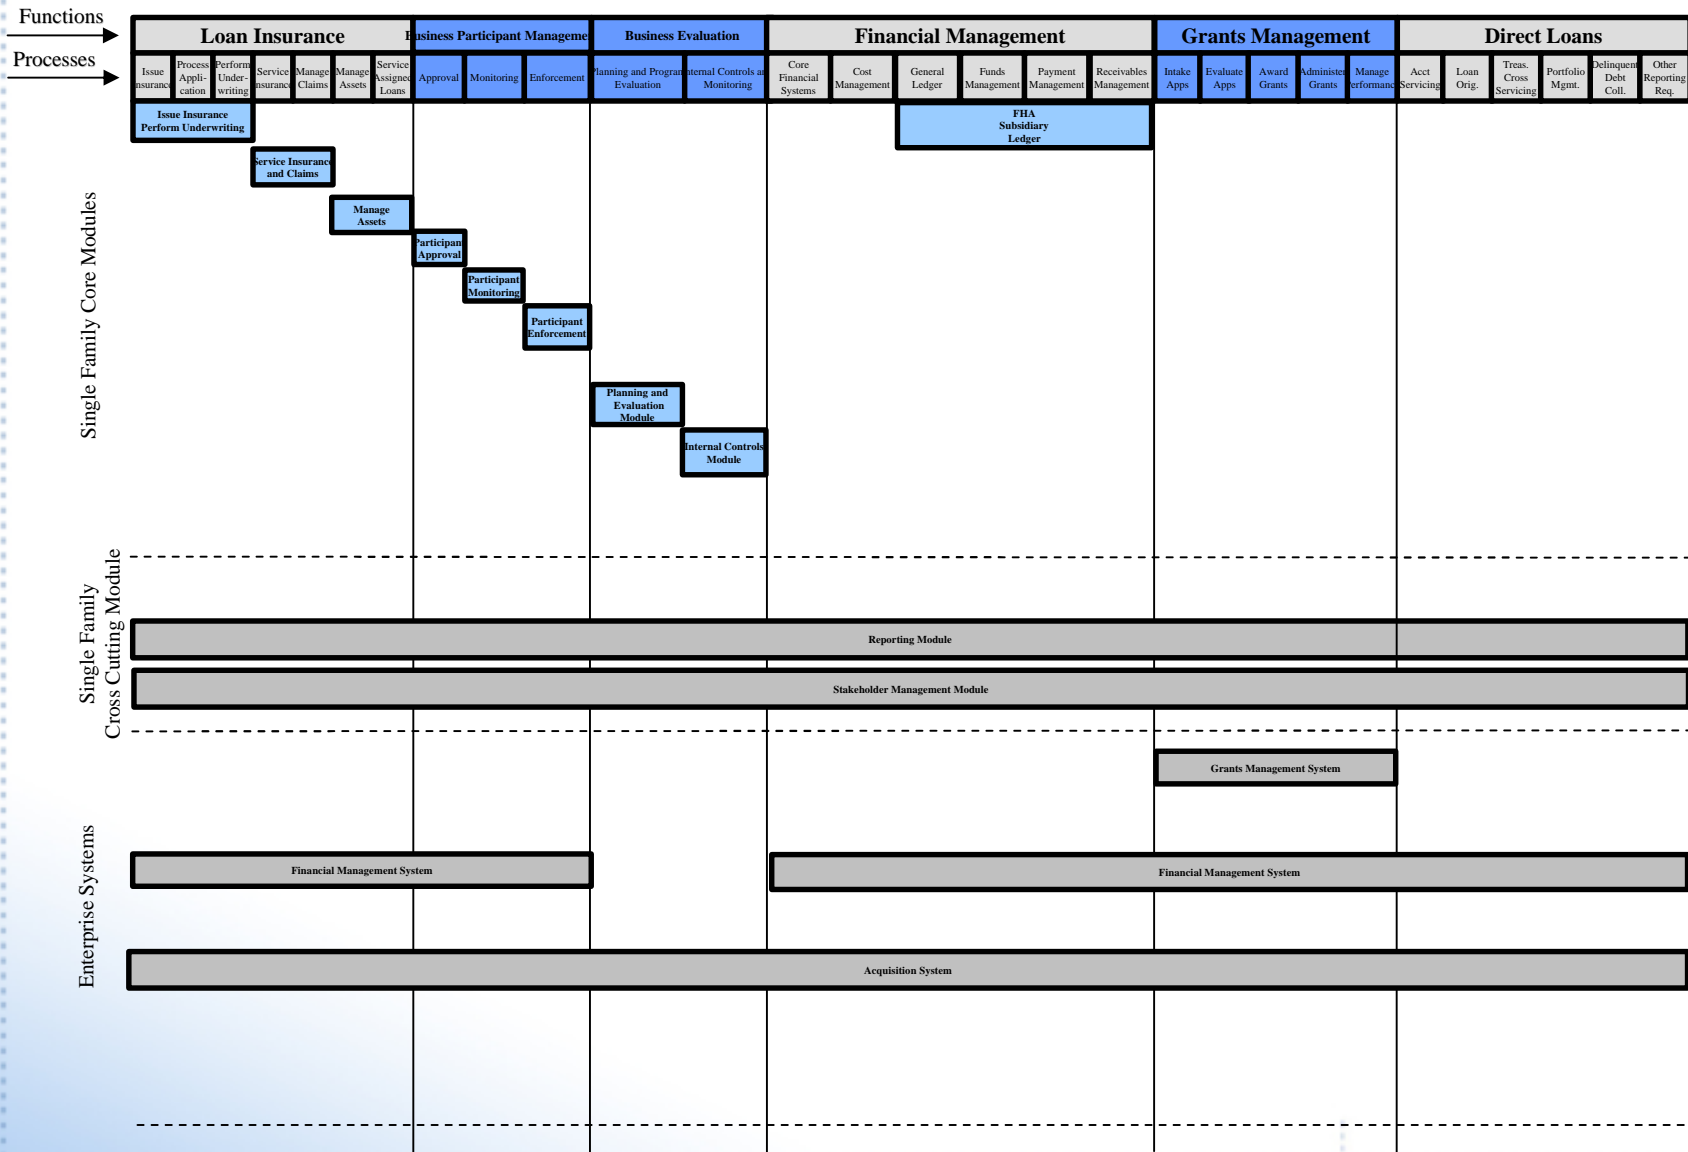 Functions
Processes
Loan Insurance
usiness Participant Managemen
Business Evaluation
Financial Management
Grants Management
Direct Loans
Issue
nsurance
Process
Appli-
cation
Perform
Under-
writing
Service
nsurance
Manage
Claims
Manage
Assets
Service
Assigned
Loans
Approval
Monitoring
Enforcement
Planning and Program
Evaluation
nternal Controls an
Monitoring
Core
Financial
Systems
Cost
Management
General
Ledger
Funds
Management
Payment
Management
Receivables
Management
Intake
Apps
Evaluate
Apps
Award
Grants
Administer
Grants
Manage
Performance
Acct
Servicing
Loan
Orig.
Treas.
Cross
Servicing
Portfolio
Mgmt.
Delinquent
Debt
Coll.
Other
Reporting
Req.
Single Family Core Modules
Issue Insurance
Perform Underwriting
Service Insurance
and Claims
Manage
Assets
Participant
Approval
Participant
Monitoring
Participant
Enforcement
Planning and
Evaluation
Module
Internal Controls
Module
FHA
Subsidiary
Ledger
Single Family
Cross Cutting Module
Reporting Module
Stakeholder Management Module
Enterprise Systems
Grants Management System
Financial Management System
Financial Management System
Acquisition System